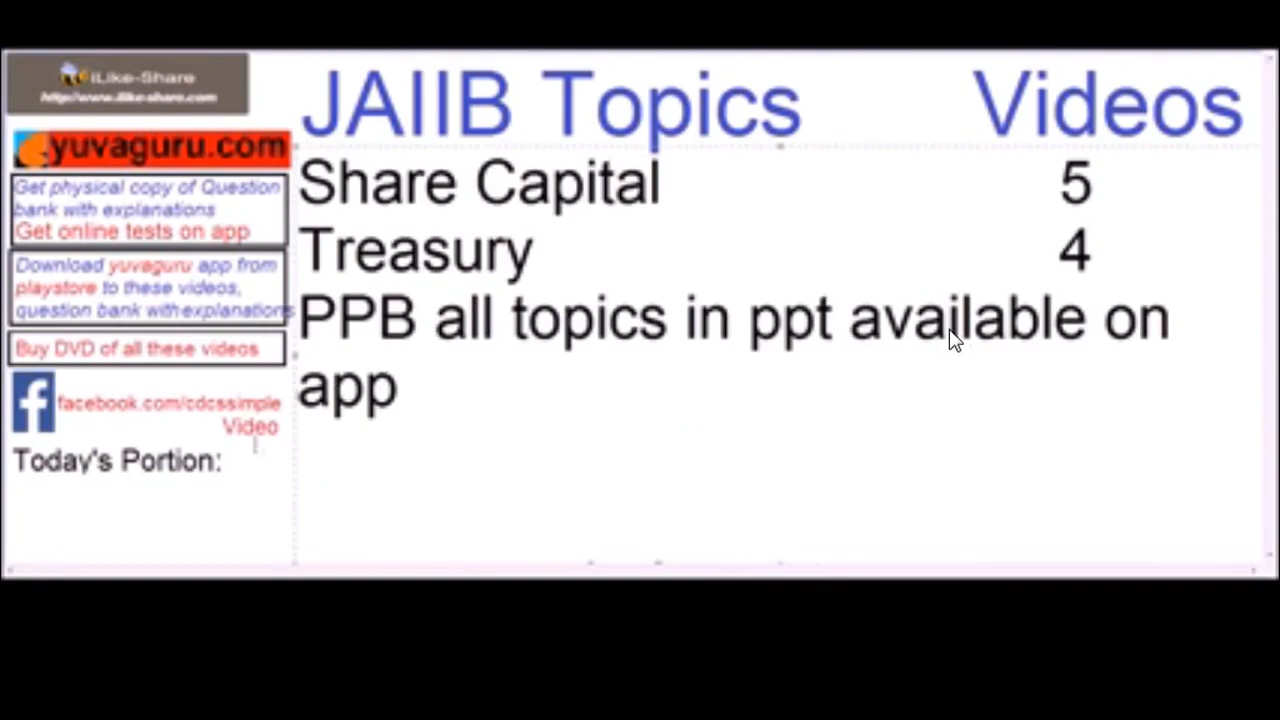 iLike-Share
http://www.ilike-share.com
yuvaguru.com
Get physical copy of Question
bank with explanations
Get online tests on app
Download yuvaguru app from
playstore to these videos,
question bank with explanations
Buy DVD of all these videos
facebook.com/cdcssimple
Video
Today's Portion:
JAIIB Topics Videos
Share Capital 5
Treasury 4
PPB all topics in ppt available on
app